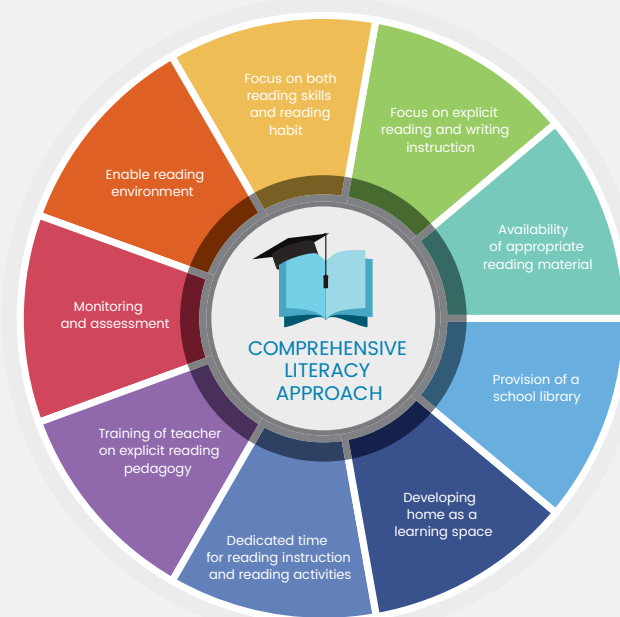 Focus on both
reading skills
and reading
habit
Focus on explicit
reading and writing
instruction
Availability
of appropriate
reading material
Provision of a
school library
Developing
home as a
learning space
Dedicated time
for reading instruction
and reading activities
Training of teacher
on explicit reading
pedagogy
Monitoring
and assessment
Enable reading
environment
COMPREHENSIVE
LITERACY
APPROACH